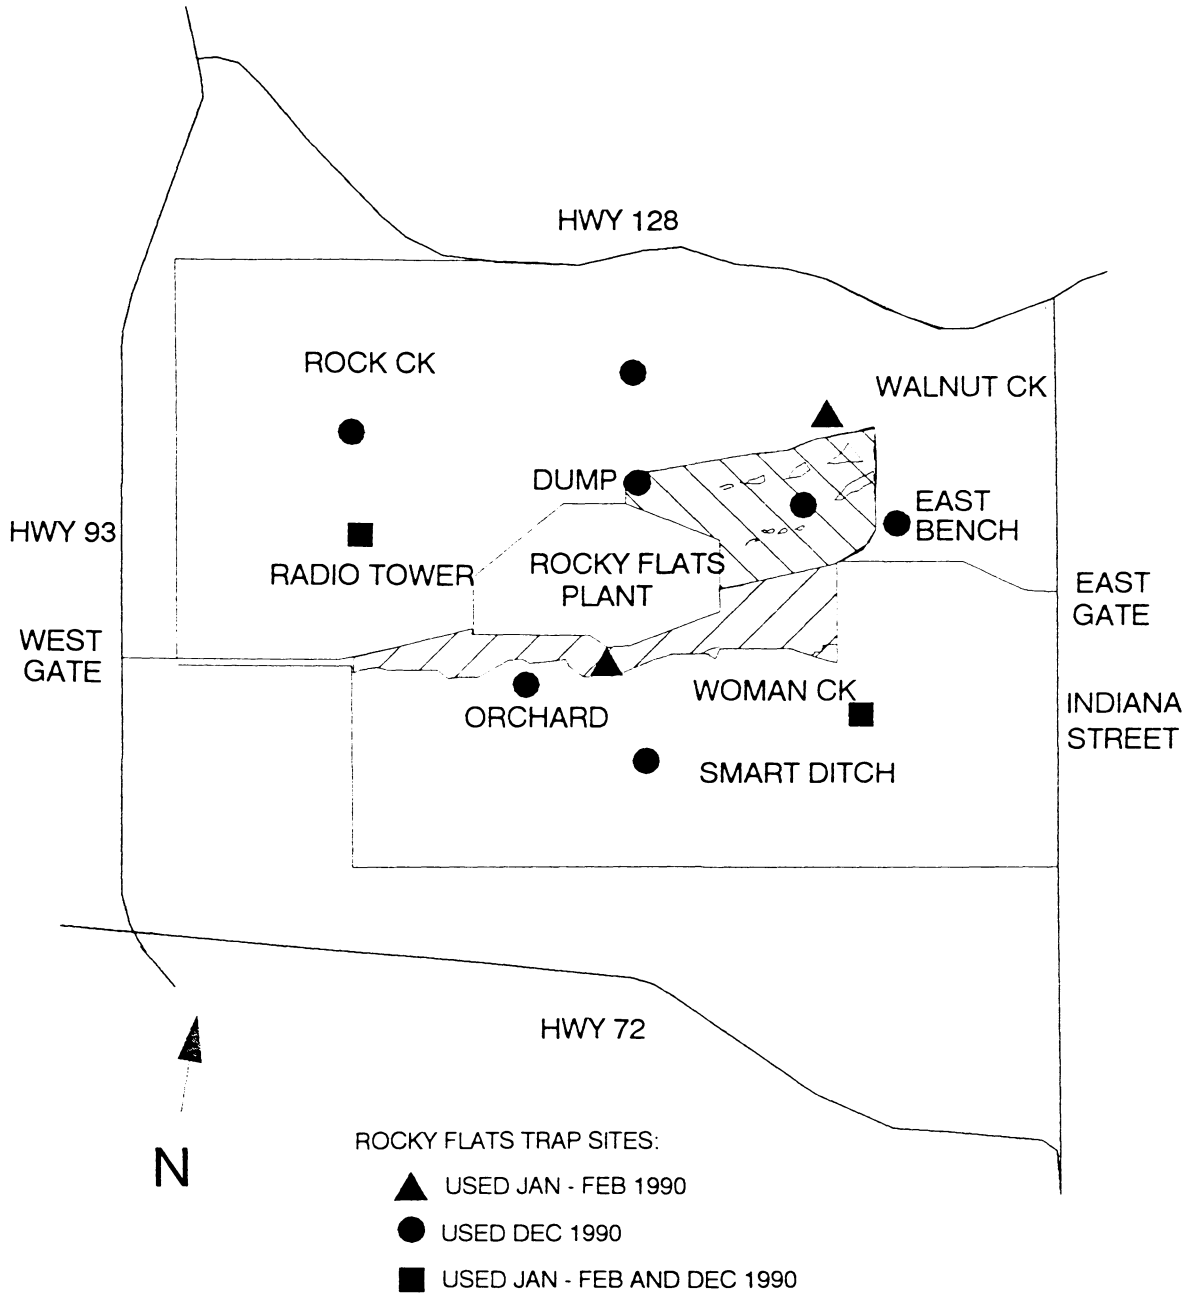 HWY 128
ROCK CK
WALNUT CK
DUMP
EAST
BENCH
HWY 93
RADIO TOWER
ROCKY FLATS
PLANT
EAST
GATE
WEST
GATE
WOMAN CK
ORCHARD
INDIANA
STREET
SMART DITCH
HWY 72
N
ROCKY FLATS TRAP SITES:
USED JAN - FEB 1990
USED DEC 1990
USED JAN - FEB AND DEC 1990